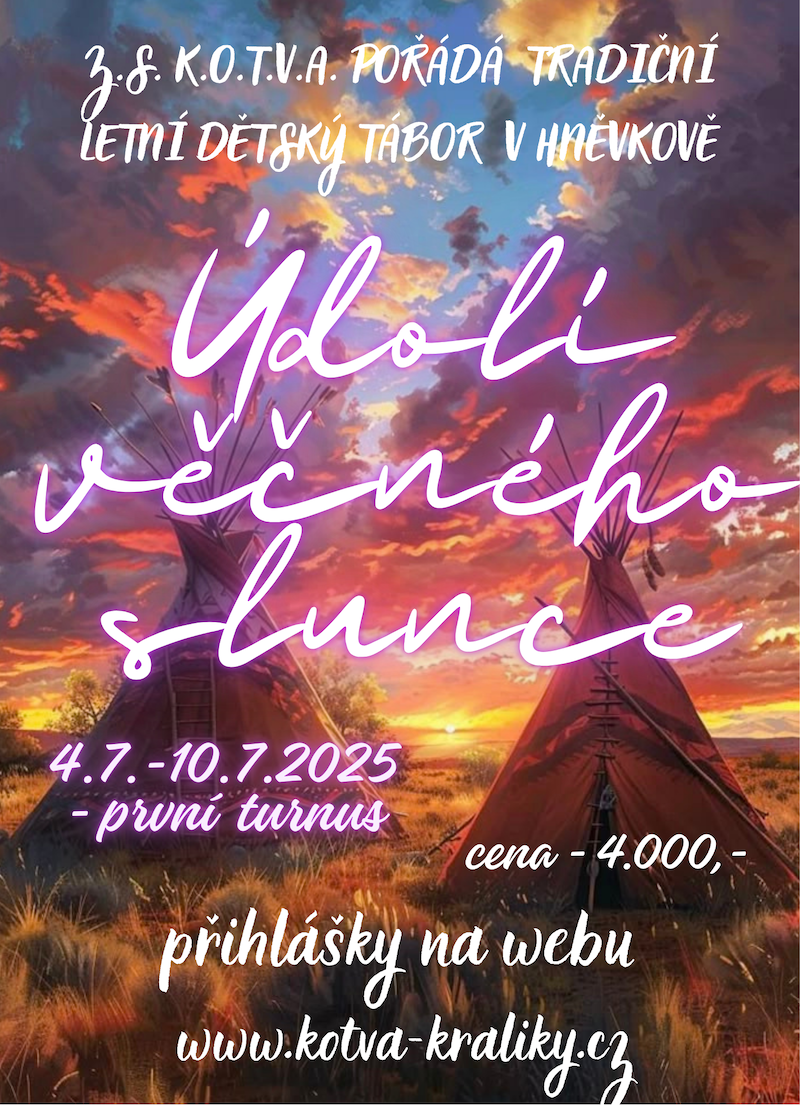 z.s. K.O.T.V.A. POŘÁDÁ TRADIČNÍ
LETNÍ DĚTSKÝ TÁBOR V HNĚVKOVĚ
Údolí
věčného
slunce
4.7.-10.7.2025
- první turnus
cena - 4.000,-
přihlášky na webu
www.kotva-kraliky.cz